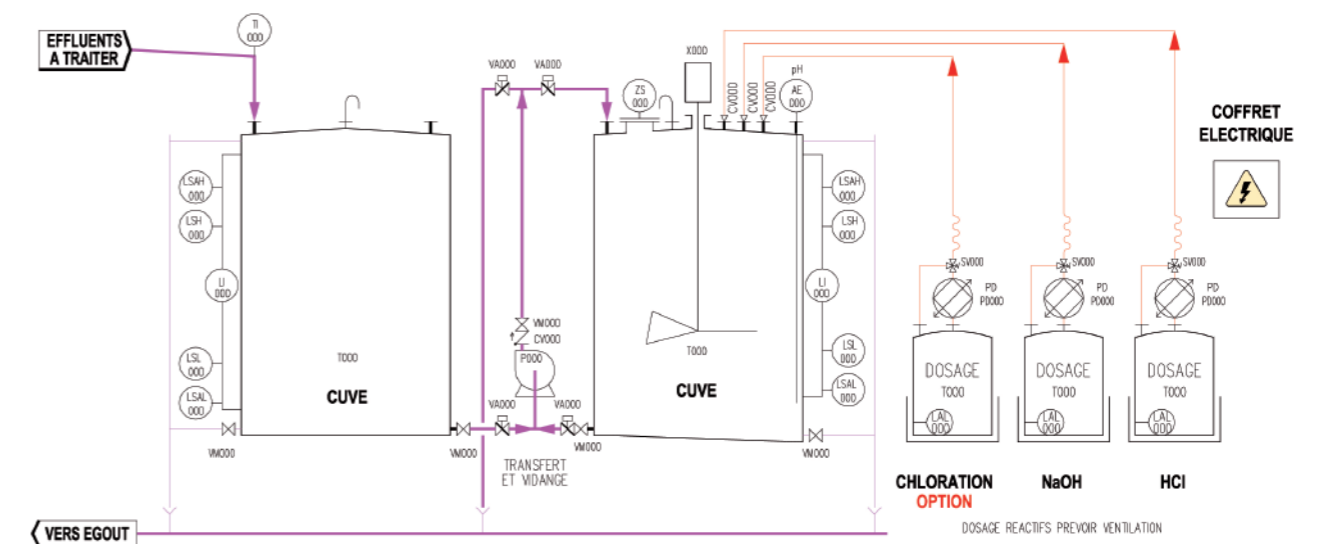 EFFLUENTS
A TRAITER
TI
000
VA000
VA000
ZS
000
X000
CV000
CV000
CV000
pH
AE
000
COFFRET
ELECTRIQUE
LSAH
000
LSH
000
LI
000
LSL
000
LSAL
000
T000
CUVE
VM000
VM000
VM000
CV000
P000
VA000
VA000
VM000
TRANSFERT
ET VIDANGE
T000
CUVE
LSAH
000
LSH
000
LI
000
LSL
000
LSAL
000
VM000
SV000
PD
PD000
DOSAGE
T000
LAL
000
CHLORATION
OPTION
SV000
PD
PD000
DOSAGE
T000
LAL
000
NaOH
SV000
PD
PD000
DOSAGE
T000
LAL
000
HCl
DOSAGE REACTIFS PREVOIR VENTILATION
VERS EGOUT